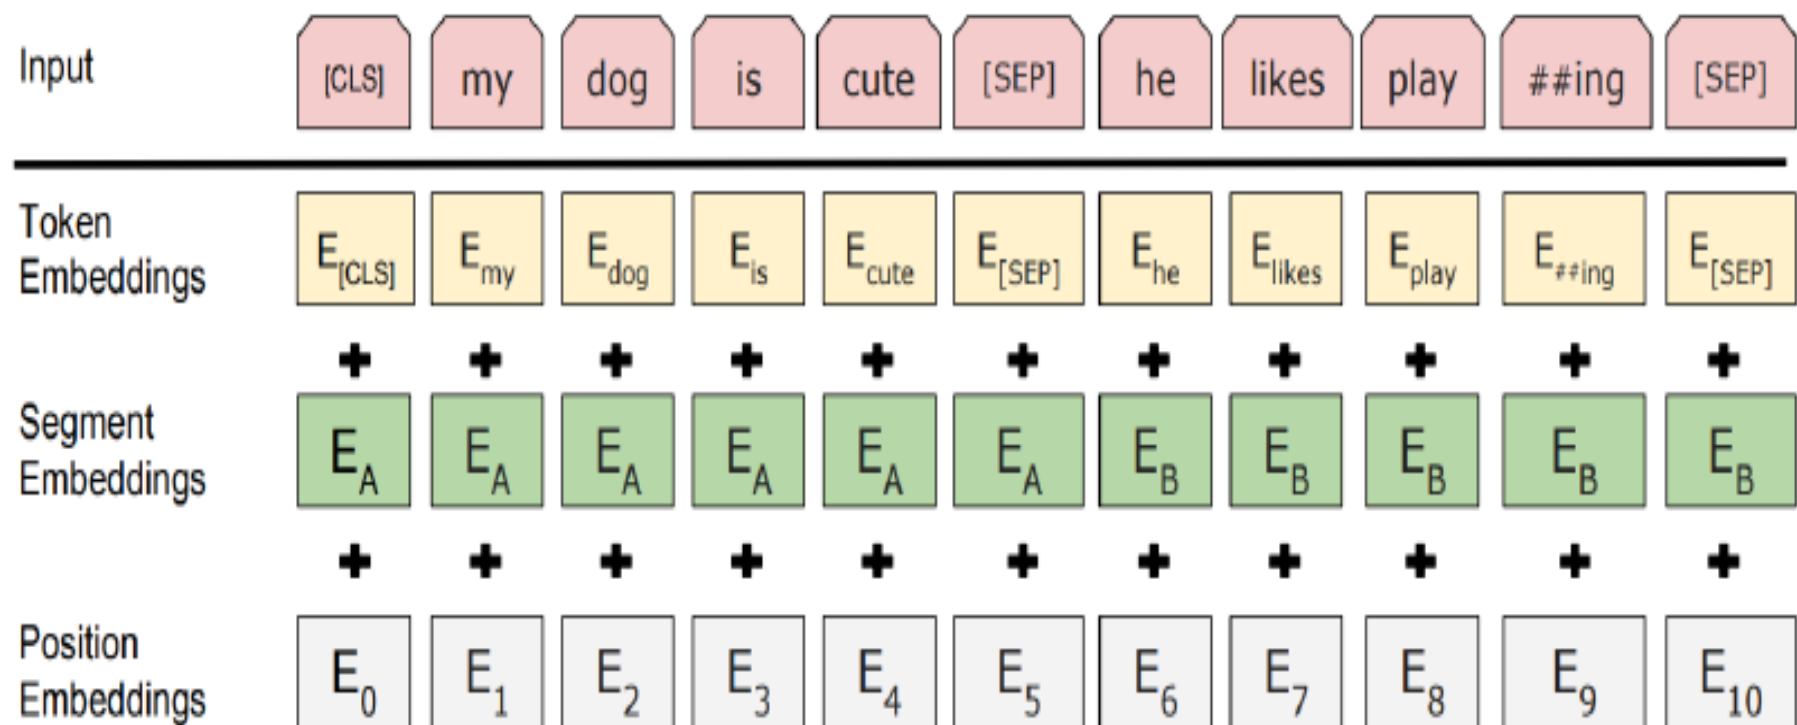 Input [CLS] my dog is cute [SEP] he likes play ##ing [SEP]
Token Embeddings E[CLS] Emy Edog Eis Ecute E[SEP] Ehe Elikes Eplay E##ing E[SEP]
+ + + + + + + + + + +
Segment Embeddings EA EA EA EA EA EA EB EB EB EB EB
+ + + + + + + + + + +
Position Embeddings E0 E1 E2 E3 E4 E5 E6 E7 E8 E9 E10